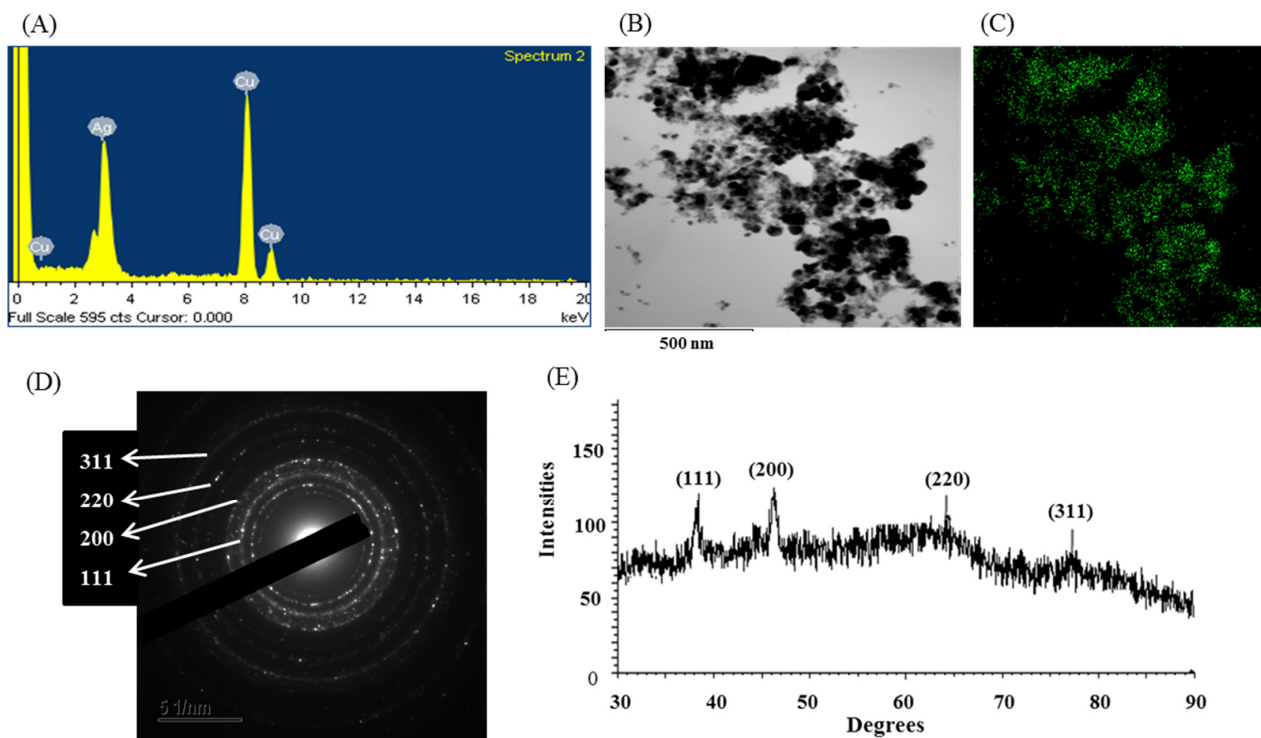 (A)
Spectrum 2
Cu
Ag
Cu
Cu
0 2 4 6 8 10 12 14 16 18 20
Full Scale 595 cts Cursor: 0.000
keV
(B)
500 nm
(C)
(D)
311
220
200
111
5 1/nm
(E)
Intensities
150
100
50
0
(111)
(200)
(220)
(311)
30 40 50 60 70 80 90
Degrees